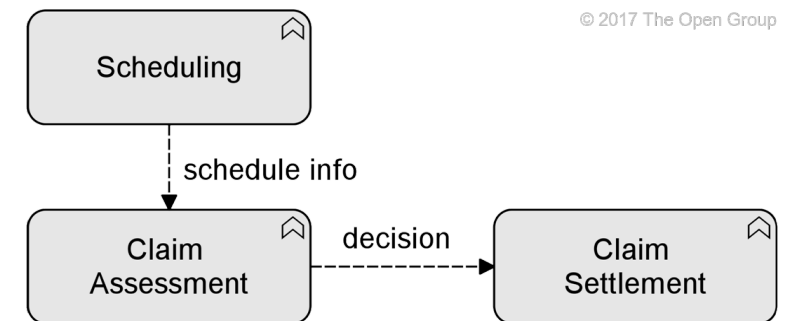 © 2017 The Open Group
Scheduling
schedule info
Claim
Assessment
decision
Claim
Settlement